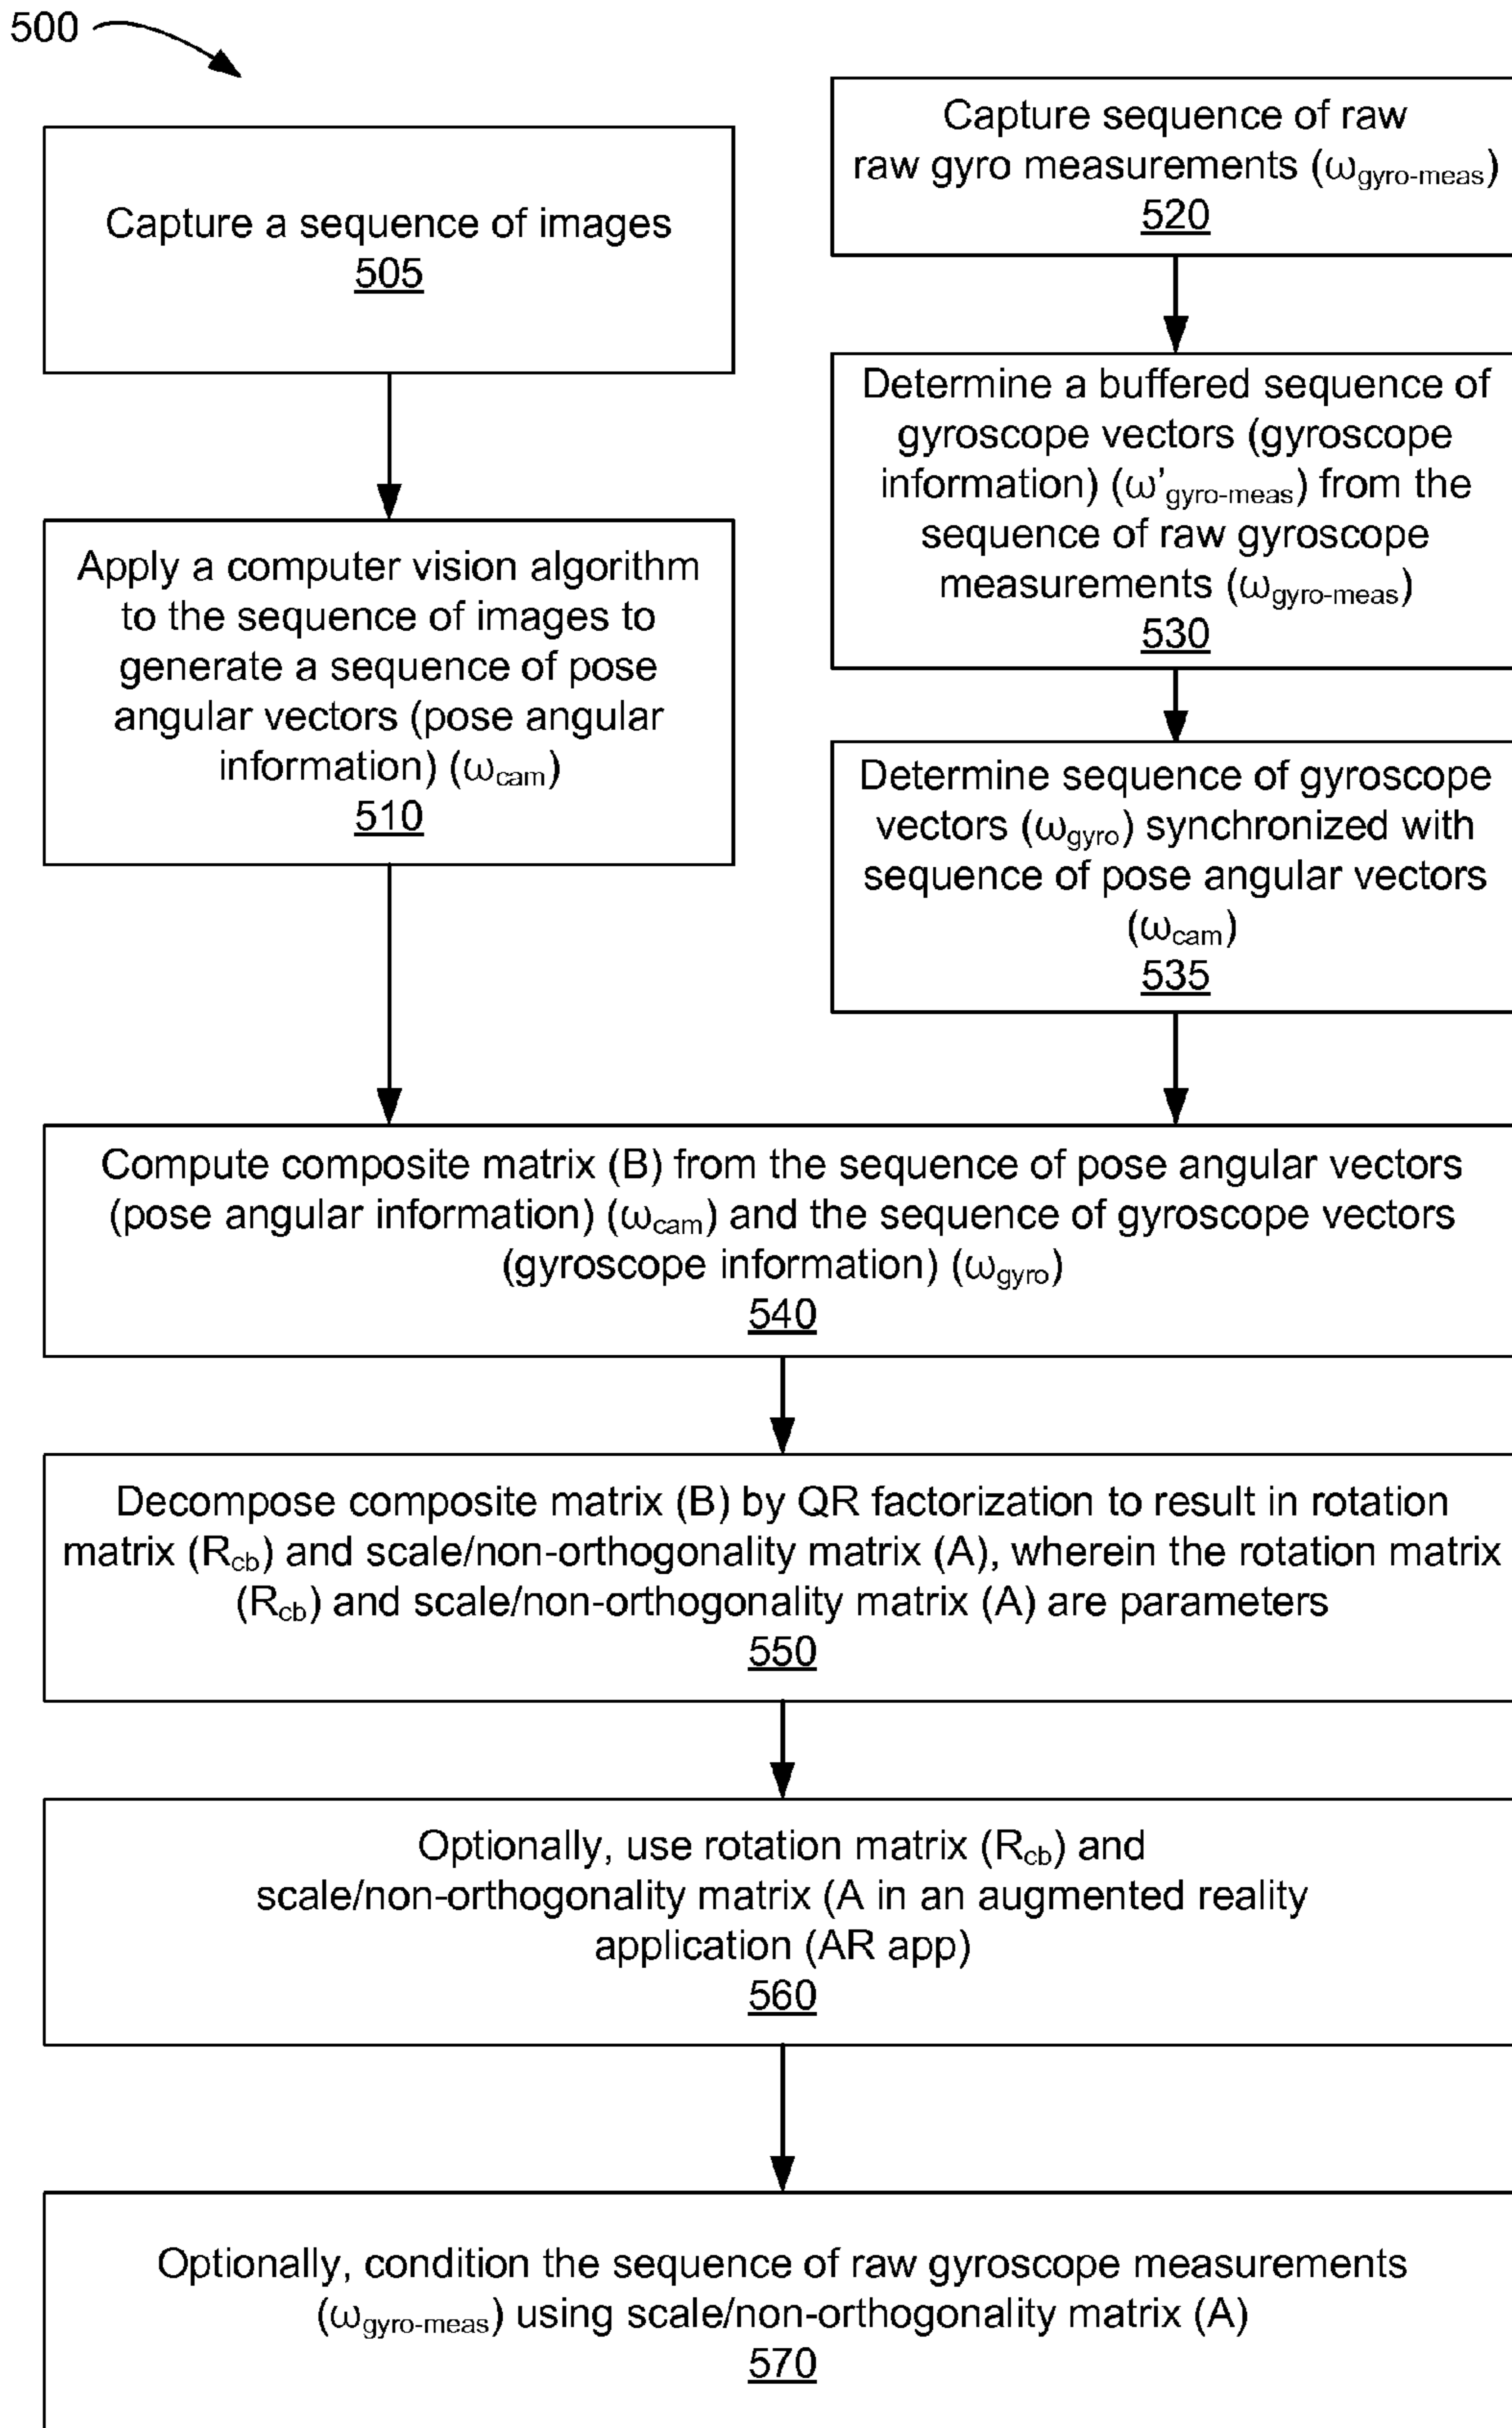 500
Capture a sequence of images
505
Apply a computer vision algorithm
to the sequence of images to
generate a sequence of pose
angular vectors (pose angular
information) (ωcam)
510
Capture sequence of raw
raw gyro measurements (ωgyro-meas)
520
Determine a buffered sequence of
gyroscope vectors (gyroscope
information) (ω’gyro-meas) from the
sequence of raw gyroscope
measurements (ωgyro-meas)
530
Determine sequence of gyroscope
vectors (ωgyro) synchronized with
sequence of pose angular vectors
(ωcam)
535
Compute composite matrix (B) from the sequence of pose angular vectors
(pose angular information) (ωcam) and the sequence of gyroscope vectors
(gyroscope information) (ωgyro)
540
Decompose composite matrix (B) by QR factorization to result in rotation
matrix (Rcb) and scale/non-orthogonality matrix (A), wherein the rotation matrix
(Rcb) and scale/non-orthogonality matrix (A) are parameters
550
Optionally, use rotation matrix (Rcb) and
scale/non-orthogonality matrix (A in an augmented reality
application (AR app)
560
Optionally, condition the sequence of raw gyroscope measurements
(ωgyro-meas) using scale/non-orthogonality matrix (A)
570